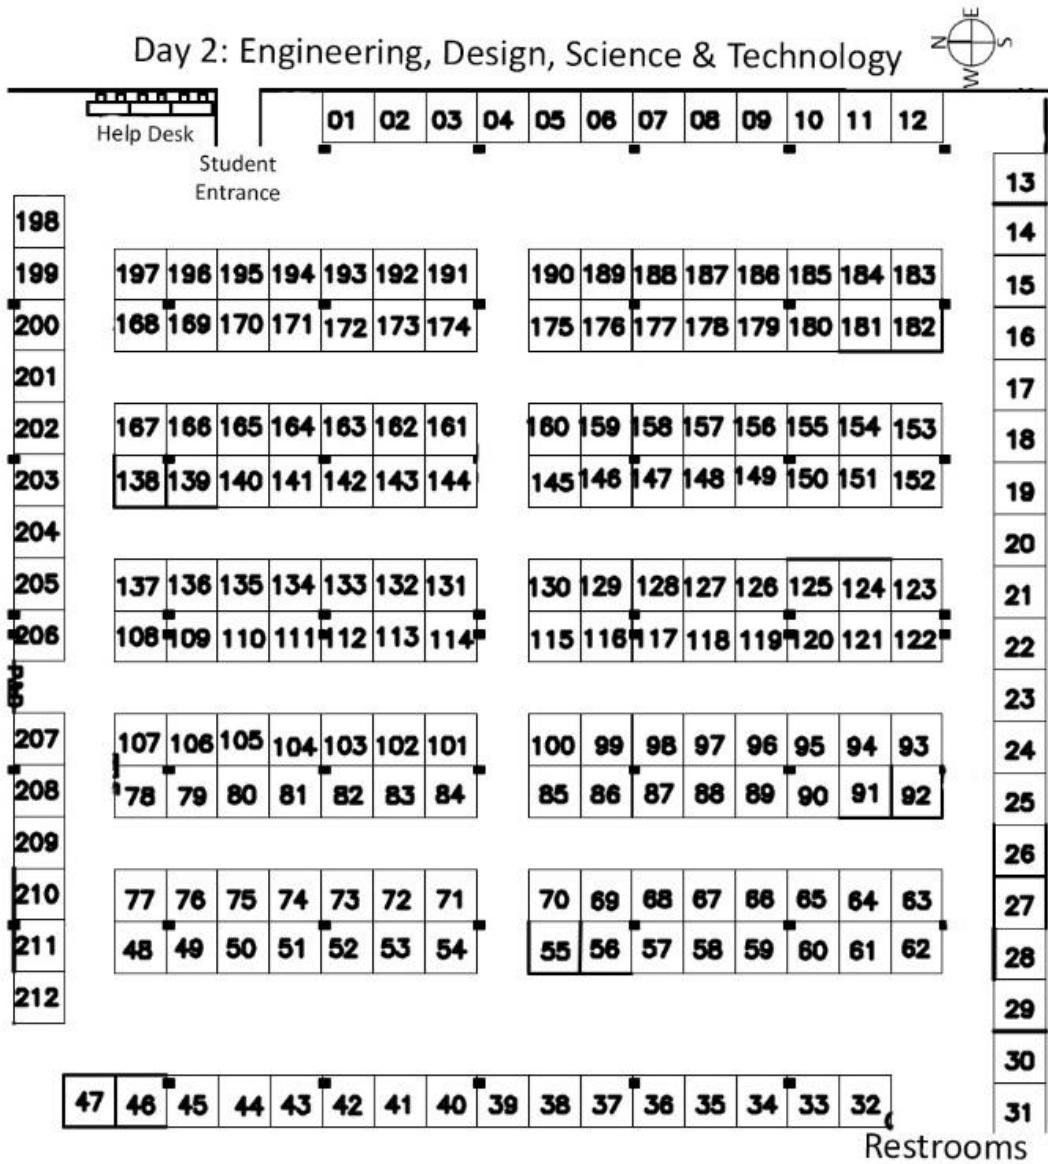 Day 2: Engineering, Design, Science & Technology
N E S W
Help Desk
Student
Entrance
01 02 03 04 05 06 07 08 09 10 11 12
13
198
14
199 197 196 195 194 193 192 191 190 189 188 187 186 185 184 183 15
200 168 169 170 171 172 173 174 175 176 177 178 179 180 181 182 16
201 17
202 167 166 165 164 163 162 161 160 159 158 157 156 155 154 153 18
203 138 139 140 141 142 143 144 145 146 147 148 149 150 151 152 19
204 20
205 137 136 135 134 133 132 131 130 129 128 127 126 125 124 123 21
206 108 109 110 111 112 113 114 115 116 117 118 119 120 121 122 22
23
207 107 106 105 104 103 102 101 100 99 98 97 96 95 94 93 24
208 78 79 80 81 82 83 84 85 86 87 88 89 90 91 92 25
209 26
210 77 76 75 74 73 72 71 70 69 68 67 66 65 64 63 27
211 48 49 50 51 52 53 54 55 56 57 58 59 60 61 62 28
212 29
30
47 46 45 44 43 42 41 40 39 38 37 36 35 34 33 32 31
Restrooms